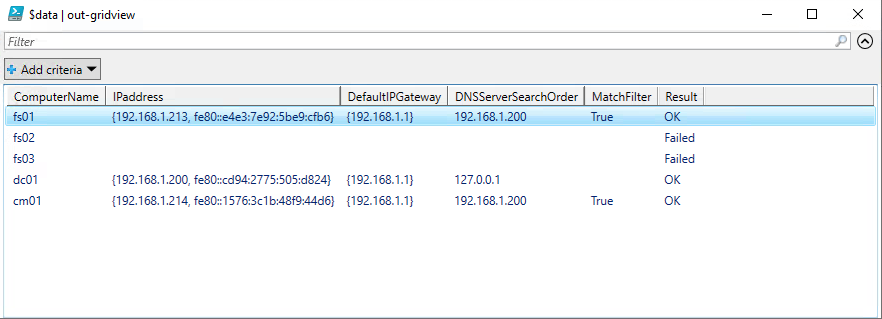 $data | out-gridview
Filter
Add criteria
ComputerName IPaddress DefaultIPGateway DNSServerSearchOrder MatchFilter Result
fs01 {192.168.1.213, fe80::e4e3:7e92:5be9:cfb6} {192.168.1.1} 192.168.1.200 True OK
fs02 Failed
fs03 Failed
dc01 {192.168.1.200, fe80::cd94:2775:505:d824} {192.168.1.1} 127.0.0.1 OK
cm01 {192.168.1.214, fe80::1576:3c1b:48f9:44d6} {192.168.1.1} 192.168.1.200 True OK